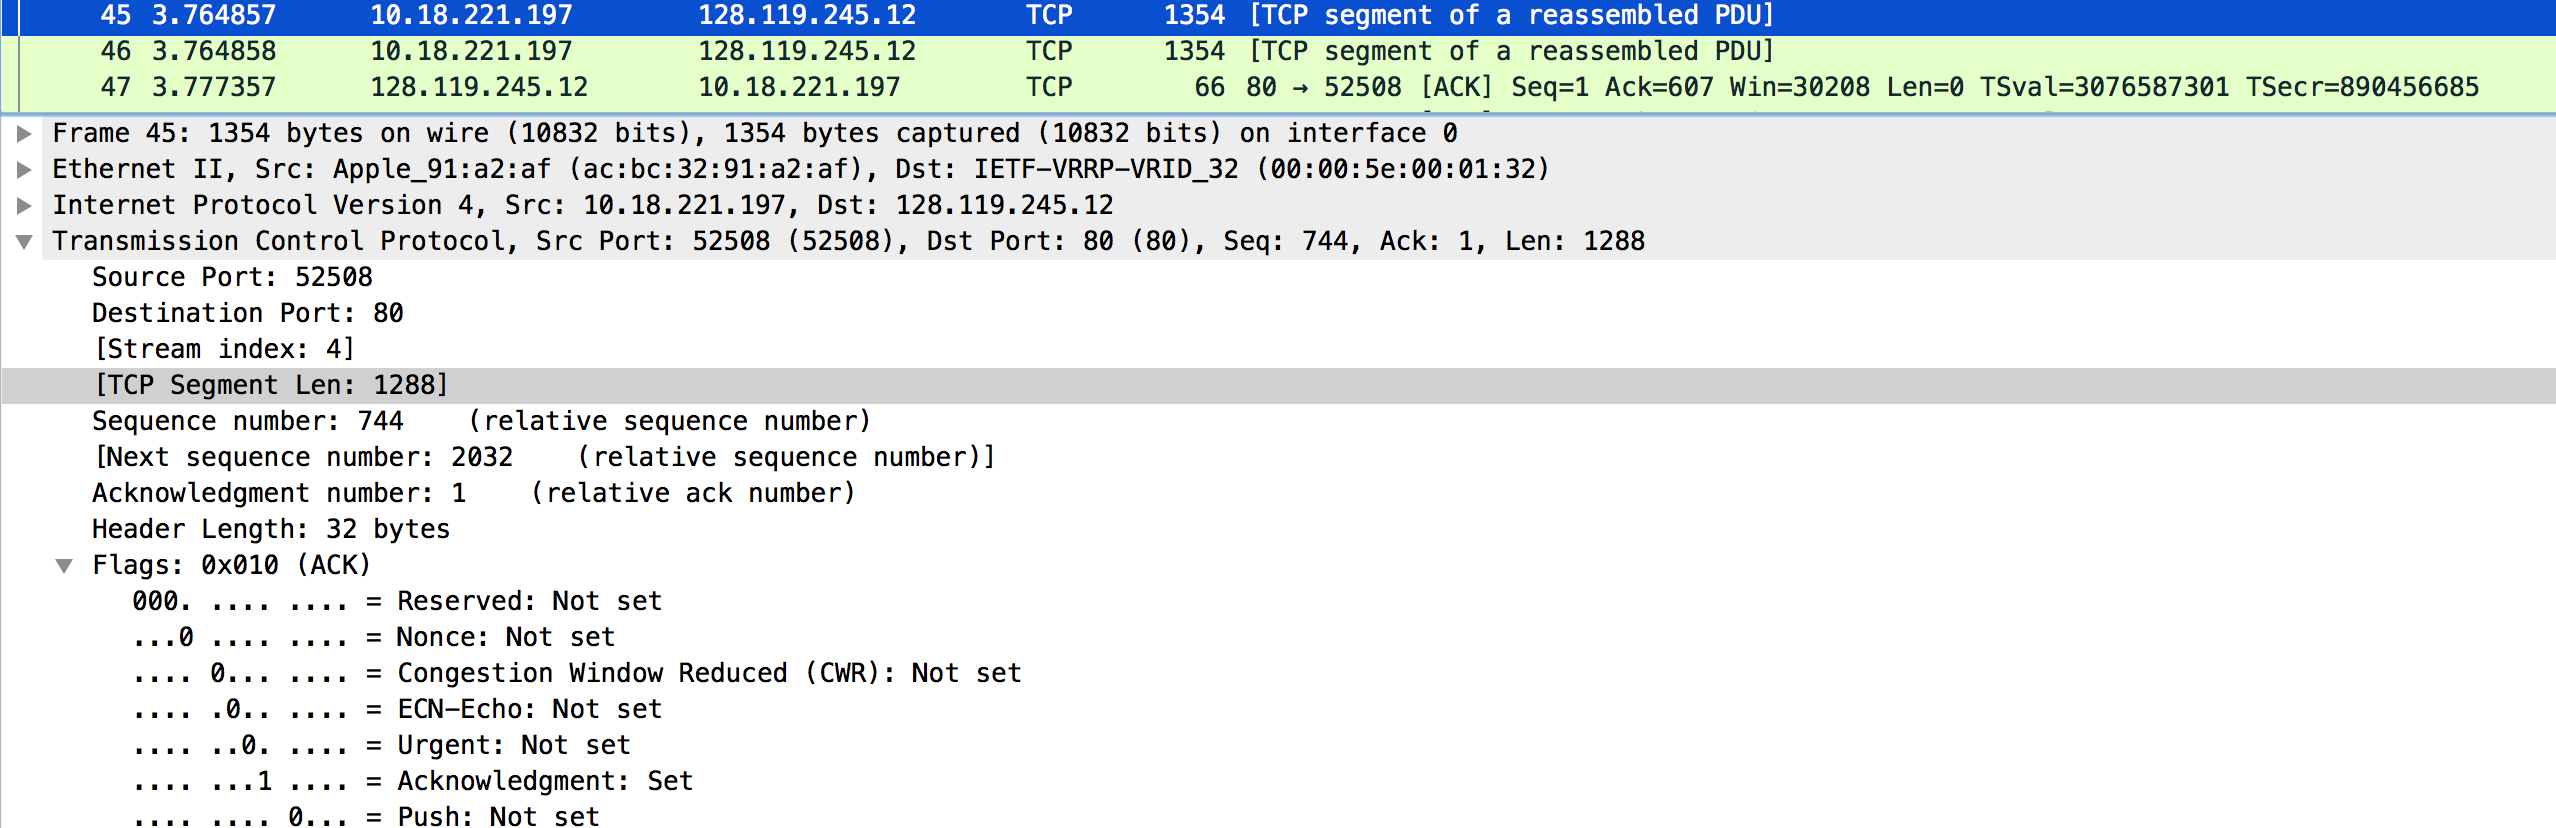 45 3.764857 10.18.221.197 128.119.245.12 TCP 1354 [TCP segment of a reassembled PDU]
46 3.764858 10.18.221.197 128.119.245.12 TCP 1354 [TCP segment of a reassembled PDU]
47 3.777357 128.119.245.12 10.18.221.197 TCP 66 80 → 52508 [ACK] Seq=1 Ack=607 Win=30208 Len=0 TSval=3076587301 TSecr=890456685
Frame 45: 1354 bytes on wire (10832 bits), 1354 bytes captured (10832 bits) on interface 0
Ethernet II, Src: Apple_91:a2:af (ac:bc:32:91:a2:af), Dst: IETF-VRRP-VRID_32 (00:00:5e:00:01:32)
Internet Protocol Version 4, Src: 10.18.221.197, Dst: 128.119.245.12
Transmission Control Protocol, Src Port: 52508 (52508), Dst Port: 80 (80), Seq: 744, Ack: 1, Len: 1288
Source Port: 52508
Destination Port: 80
[Stream index: 4]
[TCP Segment Len: 1288]
Sequence number: 744 (relative sequence number)
[Next sequence number: 2032 (relative sequence number)]
Acknowledgment number: 1 (relative ack number)
Header Length: 32 bytes
Flags: 0x010 (ACK)
000. .... .... = Reserved: Not set
...0 .... .... = Nonce: Not set
.... 0... .... = Congestion Window Reduced (CWR): Not set
.... .0.. .... = ECN-Echo: Not set
.... ..0. .... = Urgent: Not set
.... ...1 .... = Acknowledgment: Set
.... .... 0... = Push: Not set